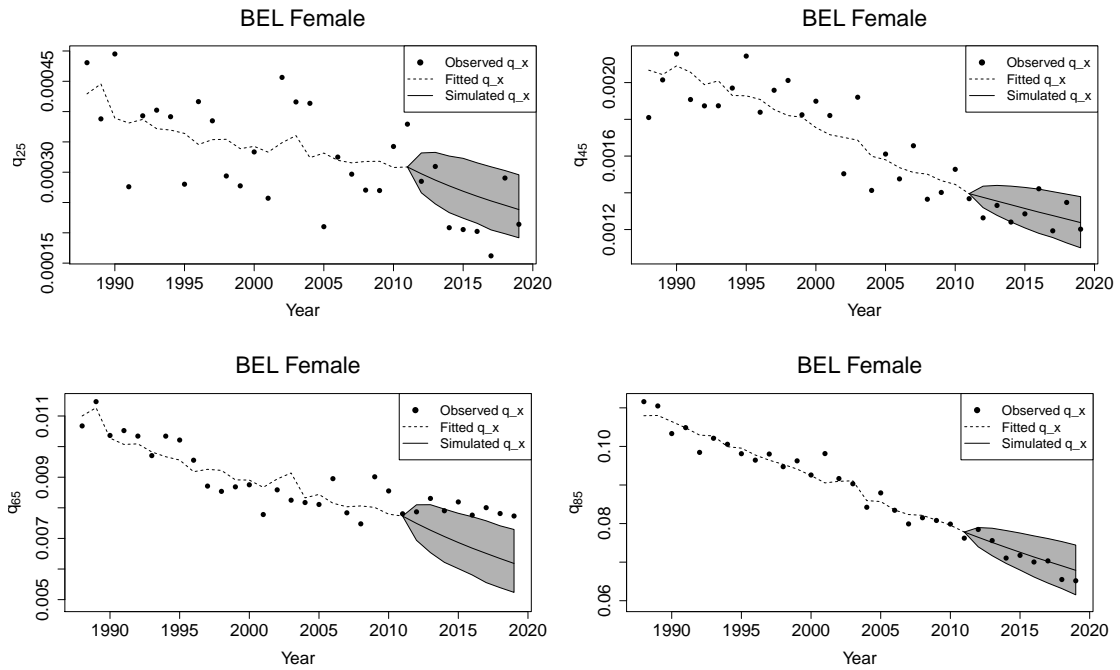 BEL Female
q25
0.00015
0.00030
0.00045
1990
1995
2000
2005
2010
2015
2020
Year
Observed q_x
Fitted q_x
Simulated q_x
BEL Female
q45
0.0012
0.0016
0.0020
1990
1995
2000
2005
2010
2015
2020
Year
Observed q_x
Fitted q_x
Simulated q_x
BEL Female
q65
0.005
0.007
0.009
0.011
1990
1995
2000
2005
2010
2015
2020
Year
Observed q_x
Fitted q_x
Simulated q_x
BEL Female
q85
0.06
0.08
0.10
1990
1995
2000
2005
2010
2015
2020
Year
Observed q_x
Fitted q_x
Simulated q_x